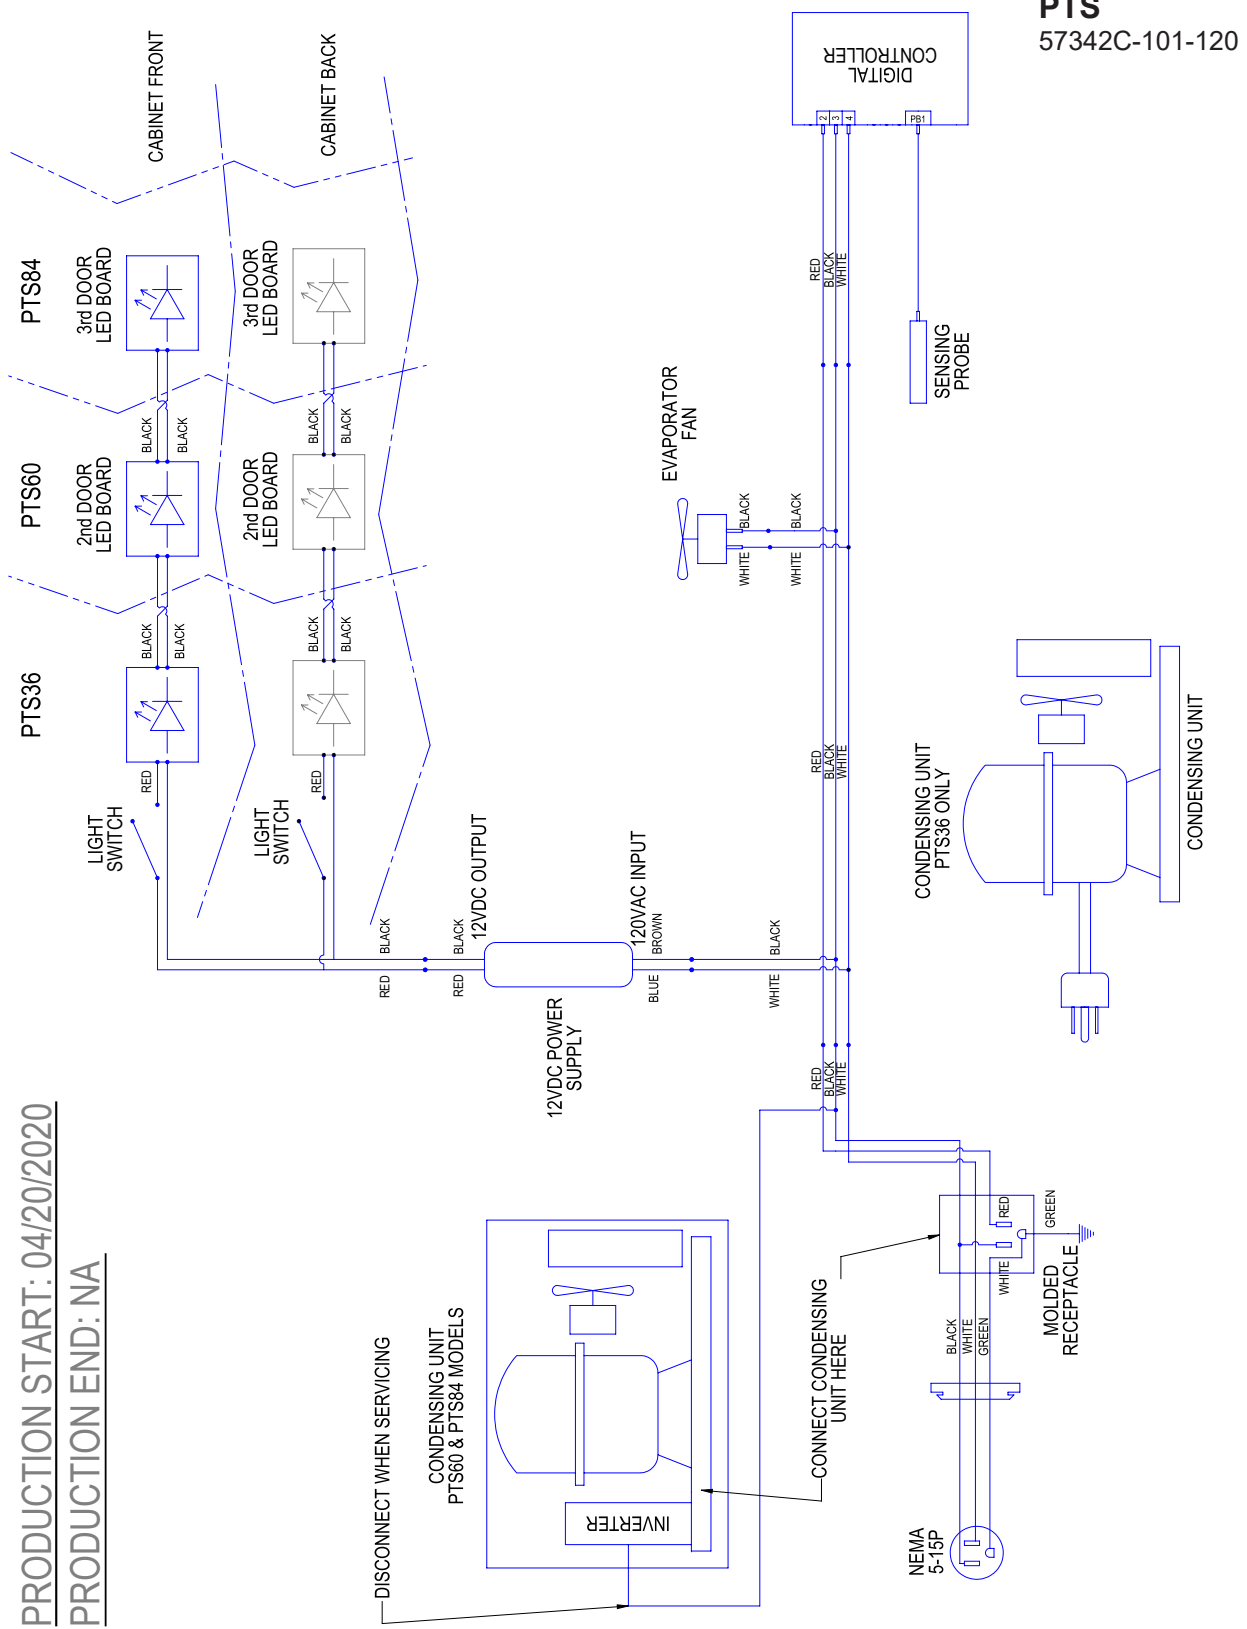 PTS
57342C-101-120
PRODUCTION START: 04/20/2020
PRODUCTION END: NA
PTS36
PTS60
PTS84
CABINET FRONT
CABINET BACK
2nd DOOR
LED BOARD
3rd DOOR
LED BOARD
2nd DOOR
LED BOARD
3rd DOOR
LED BOARD
LIGHT
SWITCH
RED
BLACK
BLACK
BLACK
BLACK
LIGHT
SWITCH
RED
BLACK
BLACK
BLACK
BLACK
RED
BLACK
RED
BLACK
12VDC OUTPUT
12VDC POWER
SUPPLY
120VAC INPUT
BLUE
BROWN
WHITE
BLACK
EVAPORATOR
FAN
WHITE
BLACK
WHITE
BLACK
DIGITAL
CONTROLLER
2
3
4
PB1
RED
BLACK
WHITE
RED
BLACK
WHITE
RED
BLACK
WHITE
SENSING
PROBE
CONDENSING UNIT
PTS36 ONLY
CONDENSING UNIT
DISCONNECT WHEN SERVICING
CONDENSING UNIT
PTS60 & PTS84 MODELS
INVERTER
CONNECT CONDENSING
UNIT HERE
NEMA
5-15P
BLACK
WHITE
GREEN
WHITE
RED
GREEN
MOLDED
RECEPTACLE